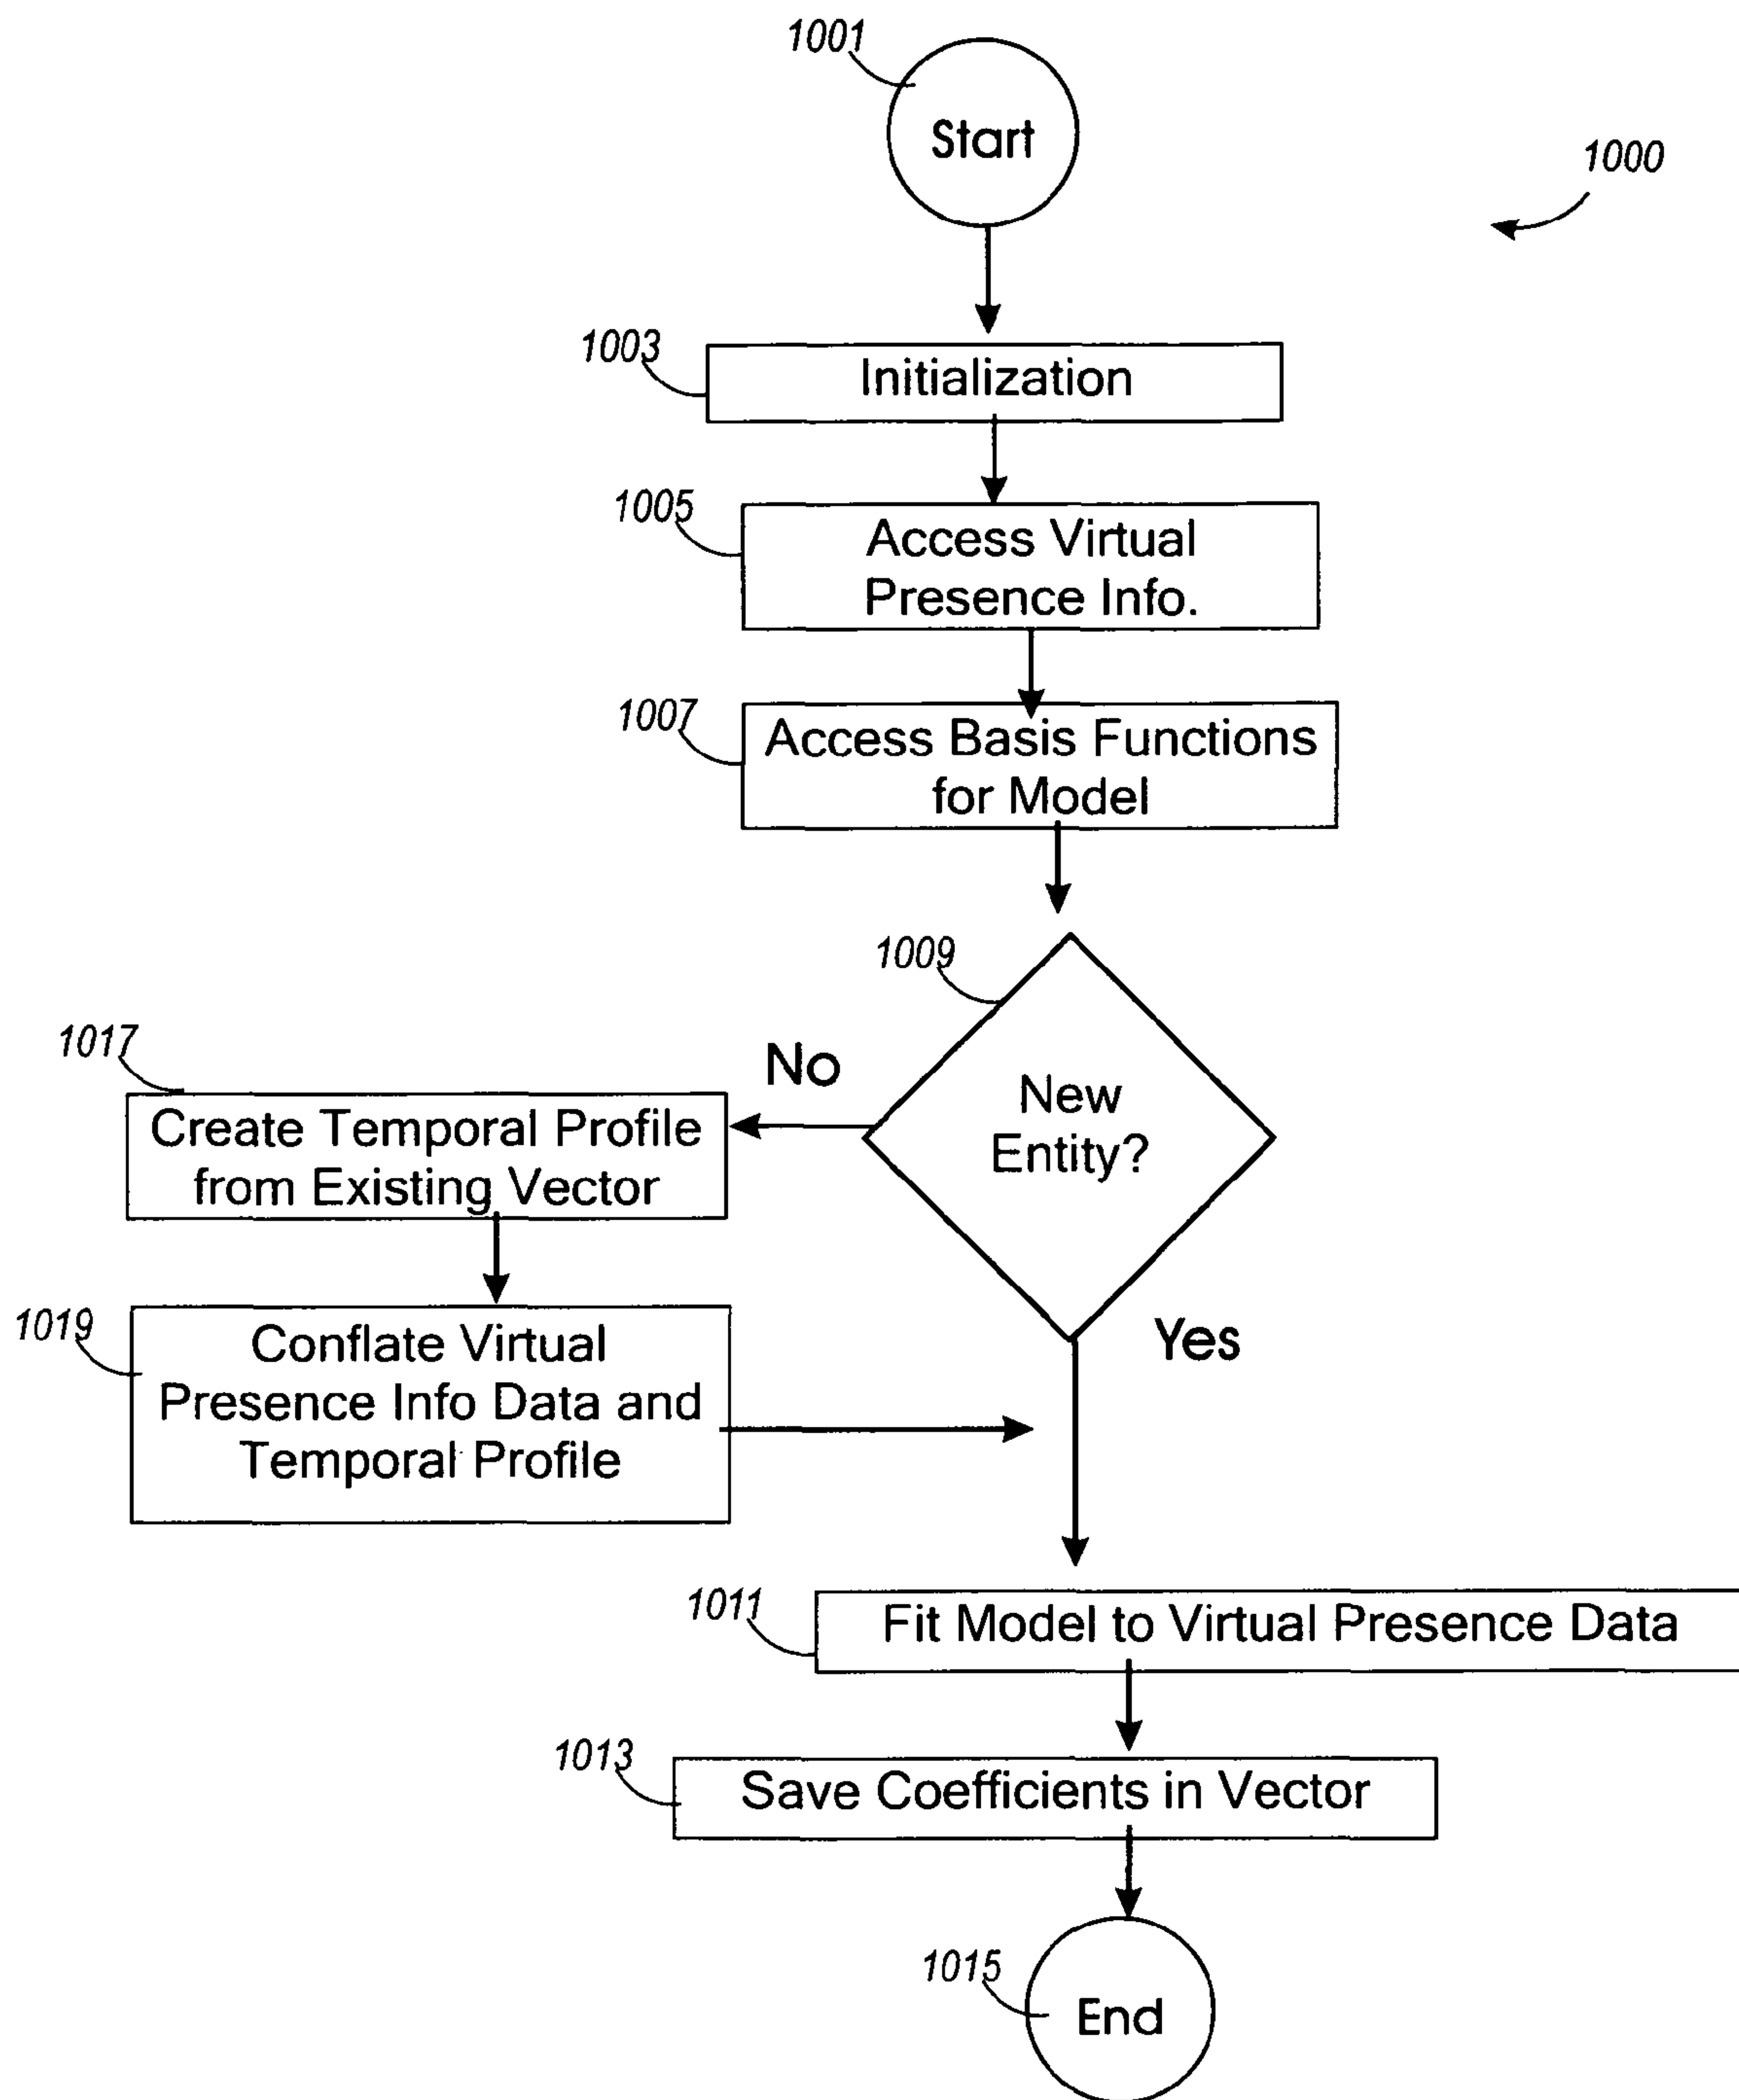 1001
Start
1000
1003
Initialization
1005
Access Virtual
Presence Info.
1007
Access Basis Functions
for Model
1009
New
Entity?
No
1017
Create Temporal Profile
from Existing Vector
Yes
1019
Conflate Virtual
Presence Info Data and
Temporal Profile
1011
Fit Model to Virtual Presence Data
1013
Save Coefficients in Vector
1015
End